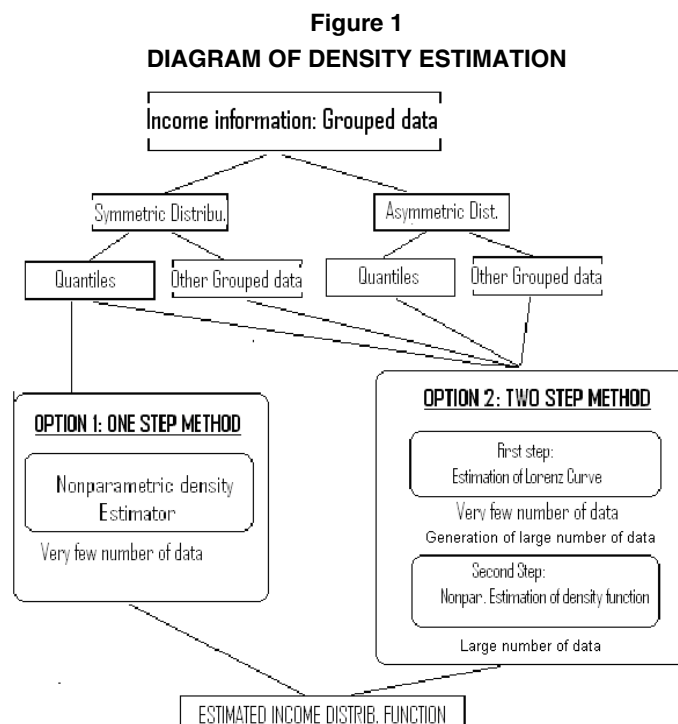 Figure 1
DIAGRAM OF DENSITY ESTIMATION
Income information: Grouped data
Symmetric Distribu.
Asymmetric Dist.
Quantiles
Other Grouped data
Quantiles
Other Grouped data
OPTION 1: ONE STEP METHOD
Nonparametric density
Estimator
Very few number of data
OPTION 2: TWO STEP METHOD
First step:
Estimation of Lorenz Curve
Very few number of data
Generation of large number of data
Second Step:
Nonpar. Estimation of density function
Large number of data
ESTIMATED INCOME DISTRIB. FUNCTION